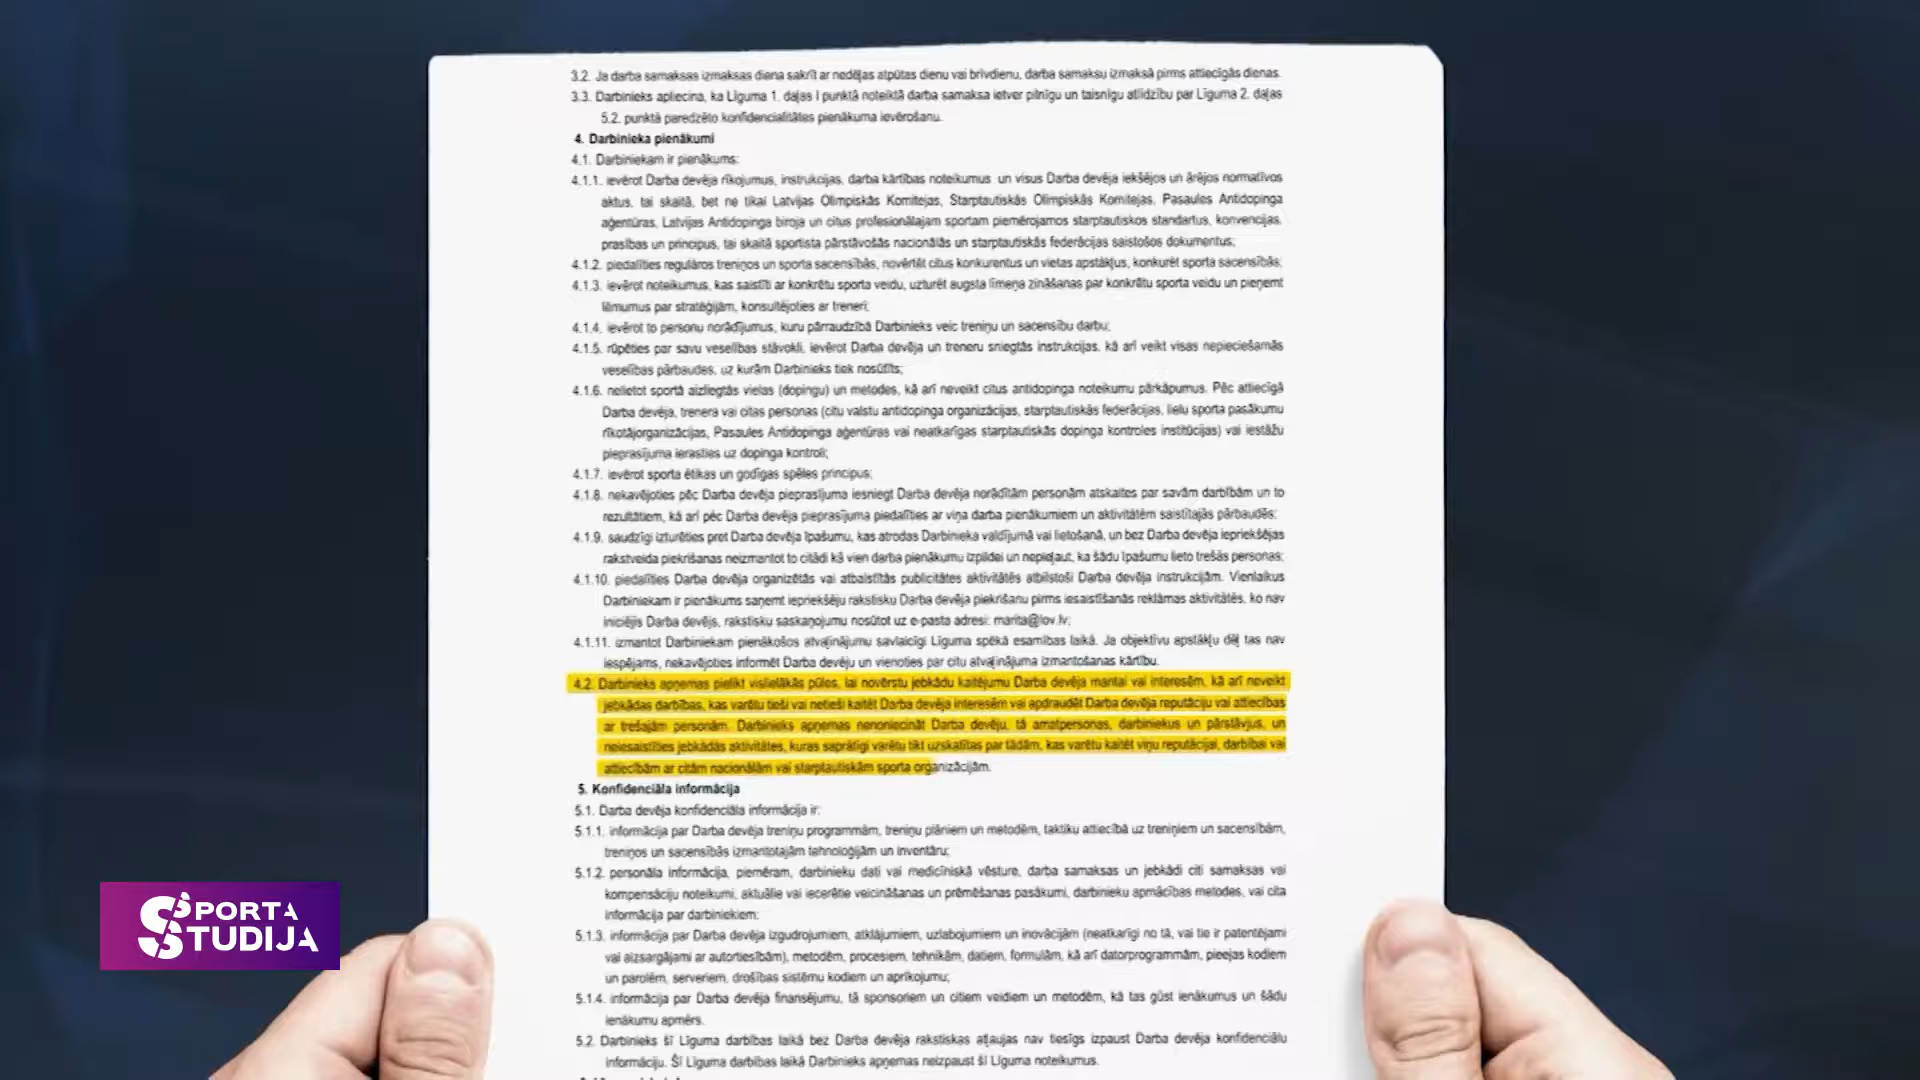 3.2. Ja darba samaksas izmaksas diena sakrīt ar nedēļas atpūtas dienu vai brīvdienu, darba samaksu izmaksā pirms attiecīgās dienas.
3.3. Darbinieks apliecina, ka Līguma 1. daļas I punktā noteiktā darba samaksa ietver pilnīgu un taisnīgu atlīdzību par Līguma 2. daļas
5.2. punktā paredzēto konfidencialitātes pienākuma ievērošanu.
4. Darbinieka pienākumi
4.1. Darbiniekam ir pienākums:
4.1.1. ievērot Darba devēja rīkojumus, instrukcijas, darba kārtības noteikumus un visus Darba devēja iekšējos un ārējos normatīvos
aktus, tai skaitā, bet ne tikai Latvijas Olimpiskās Komitejas, Starptautiskās Olimpiskās Komitejas, Pasaules Antidopinga
aģentūras, Latvijas Antidopinga biroja un citus profesionālajam sportam piemērojamos starptautiskos standartus, konvencijas,
prasības un principus, tai skaitā sportista pārstāvošās nacionālās un starptautiskās federācijas saistošos dokumentus;
4.1.2. piedalīties regulāros treniņos un sporta sacensībās, novērtēt citus konkurentus un vietas apstākļus, konkurēt sporta sacensībās;
4.1.3. ievērot noteikumus, kas saistīti ar konkrētu sporta veidu, uzturēt augsta līmeņa zināšanas par konkrētu sporta veidu un pieņemt
lēmumus par stratēģijām, konsultējoties ar treneri;
4.1.4. ievērot to personu norādījumus, kuru pārraudzībā Darbinieks veic treniņu un sacensību darbu;
4.1.5. rūpēties par savu veselības stāvokli, ievērot Darba devēja un treneru sniegtās instrukcijas, kā arī veikt visas nepieciešamās
veselības pārbaudes, uz kurām Darbinieks tiek nosūtīts;
4.1.6. nelietot sportā aizliegtās vielas (dopingu) un metodes, kā arī neveikt citus antidopinga noteikumu pārkāpumus. Pēc attiecīgā
Darba devēja, trenera vai citas personas (citu valstu antidopinga organizācijas, starptautiskās federācijas, lielu sporta pasākumu
rīkotājorganizācijas, Pasaules Antidopinga aģentūras vai neatkarīgas starptautiskās dopinga kontroles institūcijas) vai iestāžu
pieprasījuma ierasties uz dopinga kontroli;
4.1.7. ievērot sporta ētikas un godīgas spēles principus;
4.1.8. nekavējoties pēc Darba devēja pieprasījuma iesniegt Darba devēja norādītām personām atskaites par savām darbībām un to
rezultātiem, kā arī pēc Darba devēja pieprasījuma piedalīties ar viņa darba pienākumiem un aktivitātēm saistītajās pārbaudēs;
4.1.9. saudzīgi izturēties pret Darba devēja īpašumu, kas atrodas Darbinieka valdījumā vai lietošanā, un bez Darba devēja iepriekšējas
rakstveida piekrišanas neizmantot to citādi kā vien darba pienākumu izpildei un nepieļaut, ka šādu īpašumu lieto trešās personas;
4.1.10. piedalīties Darba devēja organizētās vai atbalstītās publicitātes aktivitātēs atbilstoši Darba devēja instrukcijām. Vienlaikus
Darbiniekam ir pienākums saņemt iepriekšēju rakstisku Darba devēja piekrišanu pirms iesaistīšanās reklāmas aktivitātēs, ko nav
iniciējis Darba devējs, rakstisku saskaņojumu nosūtot uz e-pasta adresi: marita@lov.lv;
4.1.11. izmantot Darbiniekam pienākošos atvaļinājumu savlaicīgi Līguma spēkā esamības laikā. Ja objektīvu apstākļu dēļ tas nav
iespējams, nekavējoties informēt Darba devēju un vienoties par citu atvaļinājuma izmantošanas kārtību.
4.2. Darbinieks apņemas pielikt vislielākās pūles, lai novērstu jebkādu kaitējumu Darba devēja mantai vai interesēm, kā arī neveikt
jebkādas darbības, kas varētu tieši vai netieši kaitēt Darba devēja interesēm vai apdraudēt Darba devēja reputāciju vai attiecības
ar trešajām personām. Darbinieks apņemas nenoniecināt Darba devēju, tā amatpersonas, darbiniekus un pārstāvjus, un
neiesaistīties jebkādās aktivitātēs, kuras saprātīgi varētu tikt uzskatītas par tādām, kas varētu kaitēt viņu reputācijai, darbībai vai
attiecībām ar citām nacionālām vai starptautiskām sporta organizācijām.
5. Konfidenciāla informācija
5.1. Darba devēja konfidenciāla informācija ir:
5.1.1. informācija par Darba devēja treniņu programmām, treniņu plāniem un metodēm, taktiku attiecībā uz treniņiem un sacensībām,
treniņos un sacensībās izmantotajām tehnoloģijām un inventāru;
5.1.2. personāla informācija, piemēram, darbinieku dati vai medicīniskā vēsture, darba samaksas un jebkādi citi samaksas vai
kompensāciju noteikumi, aktuālie vai iecerētie veicināšanas un prēmēšanas pasākumi, darbinieku apmācības metodes, vai cita
informācija par darbiniekiem;
5.1.3. informācija par Darba devēja izgudrojumiem, atklājumiem, uzlabojumiem un inovācijām (neatkarīgi no tā, vai tie ir patentējami
vai aizsargājami ar autortiesībām), metodēm, procesiem, tehnikām, datiem, formulām, kā arī datorprogrammām, pieejas kodiem
un parolēm, serveriem, drošības sistēmu kodiem un aprīkojumu;
5.1.4. informācija par Darba devēja finansējumu, tā sponsoriem un citiem veidiem un metodēm, kā tas gūst ienākumus un šādu
ienākumu apmērs.
5.2. Darbinieks šī Līguma darbības laikā bez Darba devēja rakstiskas atļaujas nav tiesīgs izpaust Darba devēja konfidenciālu
informāciju. Šī Līguma darbības laikā Darbinieks apņemas neizpaust šī Līguma noteikumus.
SPORTA
STUDIJA